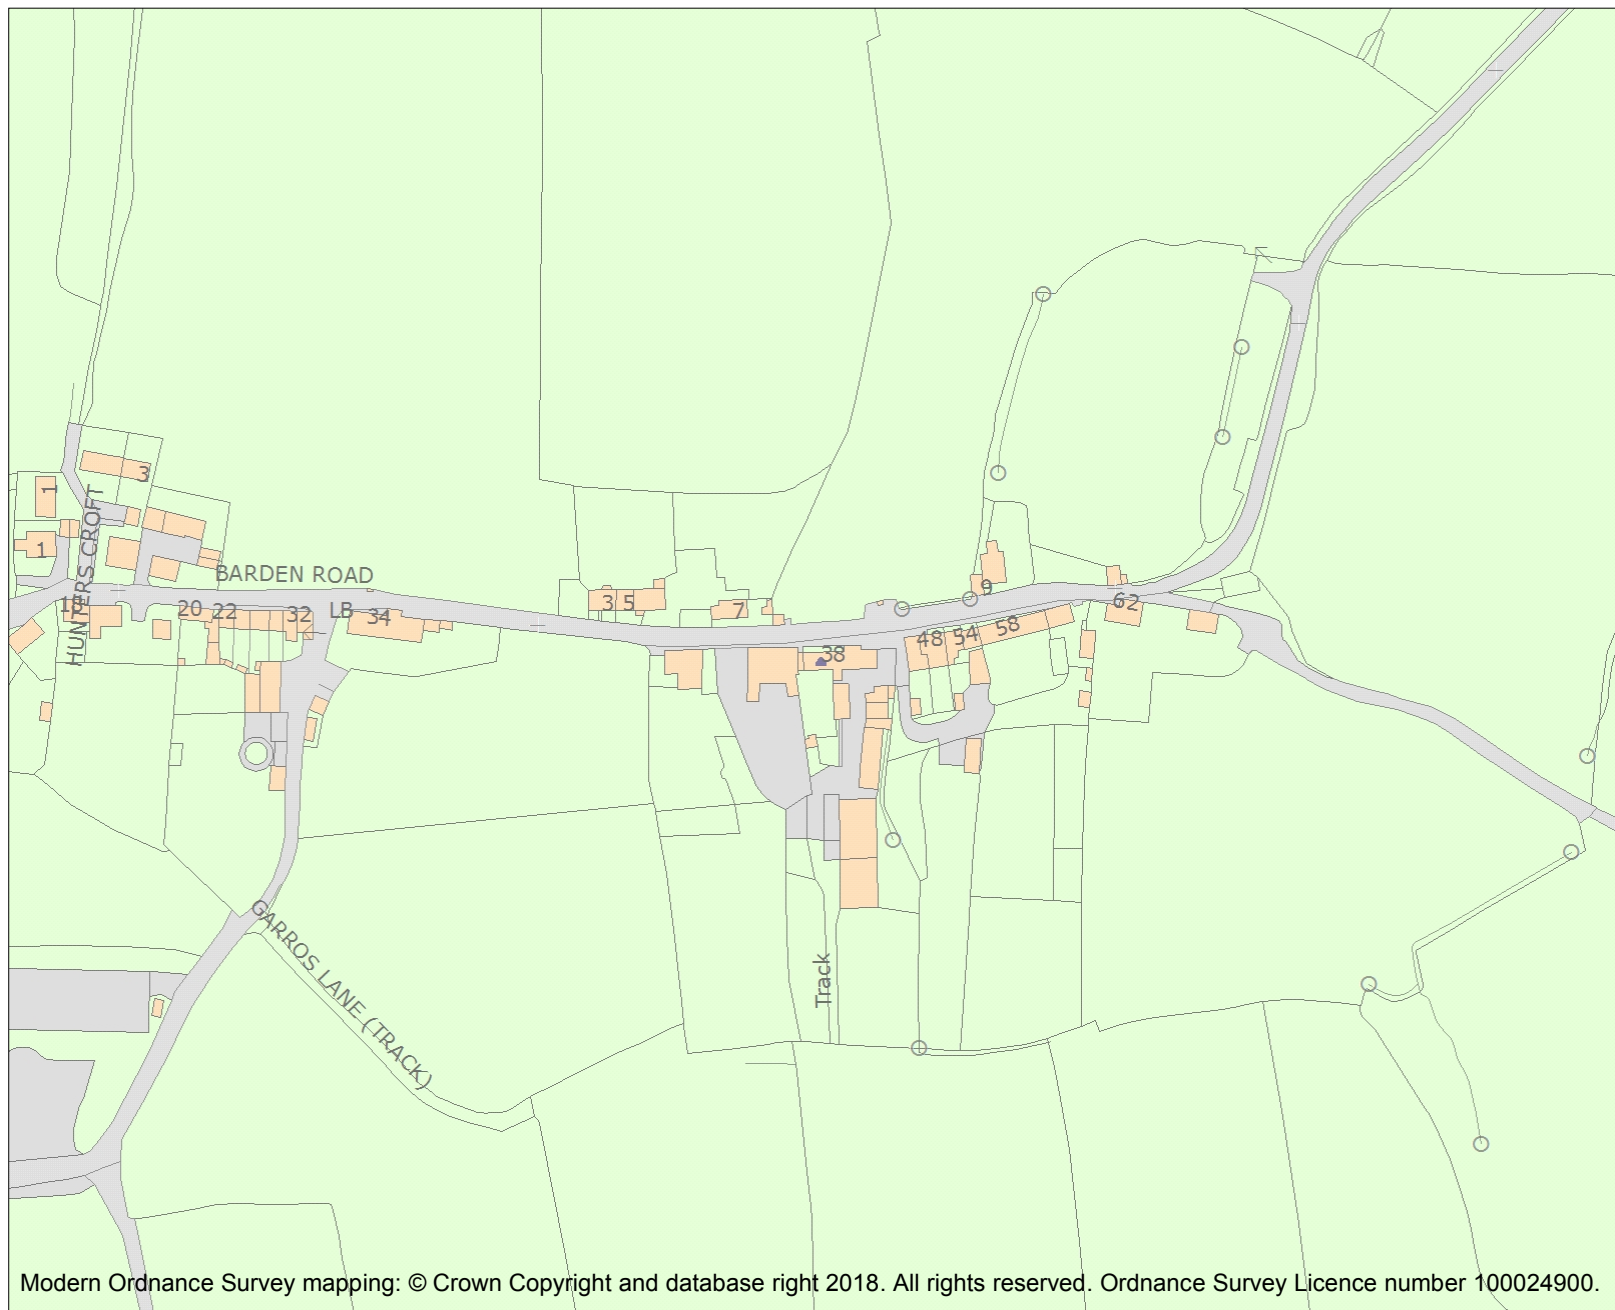 3
1
HUNTERS CROFT
1
BARDEN ROAD
18
20
22
32
LB
34
3
5
7
9
38
48
54
58
62
GARROS LANE (TRACK)
Track
Modern Ordnance Survey mapping: © Crown Copyright and database right 2018. All rights reserved. Ordnance Survey Licence number 100024900.